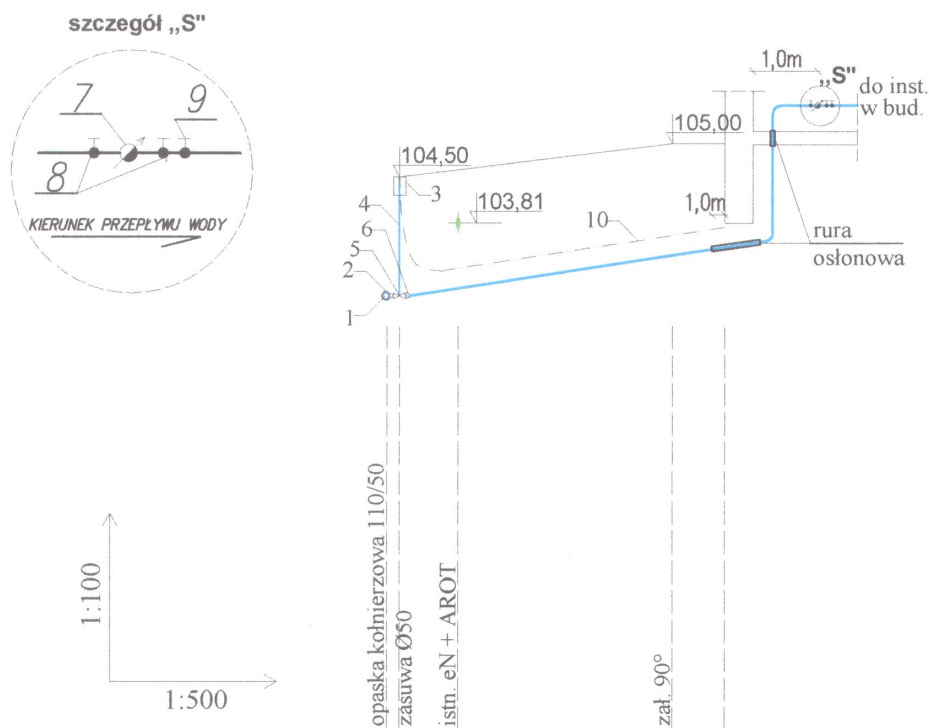 szczegół „S"
7
9
8
KIERUNEK PRZEPŁYWU WODY
1,0m
„S"
do inst.
w bud.
105,00
104,50
3
4
103,81
1,0m
10
6
5
2
1
rura
osłonowa
opaska kołnierzowa 110/50
zasuwa Ø50
istn. eN + AROT
zał. 90°
1:100
1:500